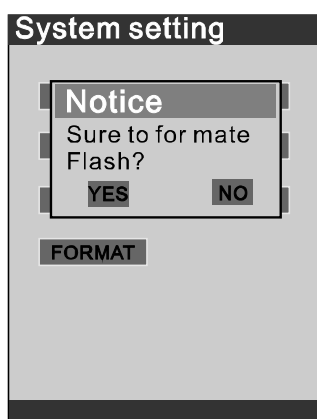 System setting
Notice
Sure to for mate
Flash?
YES NO
FORMAT